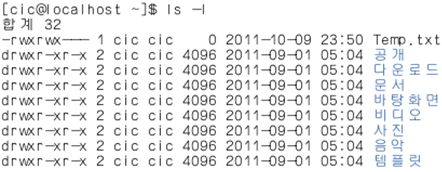 [cic@localhost ~]$ ls -l
합계 32
-rwxrwx--- 1 cic cic 0 2011-10-09 23:50 Temp.txt
drwxr-xr-x 2 cic cic 4096 2011-09-01 05:04 공개
drwxr-xr-x 2 cic cic 4096 2011-09-01 05:04 다운로드
drwxr-xr-x 2 cic cic 4096 2011-09-01 05:04 문서
drwxr-xr-x 2 cic cic 4096 2011-09-01 05:04 바탕화면
drwxr-xr-x 2 cic cic 4096 2011-09-01 05:04 비디오
drwxr-xr-x 2 cic cic 4096 2011-09-01 05:04 사진
drwxr-xr-x 2 cic cic 4096 2011-09-01 05:04 음악
drwxr-xr-x 2 cic cic 4096 2011-09-01 05:04 템플릿